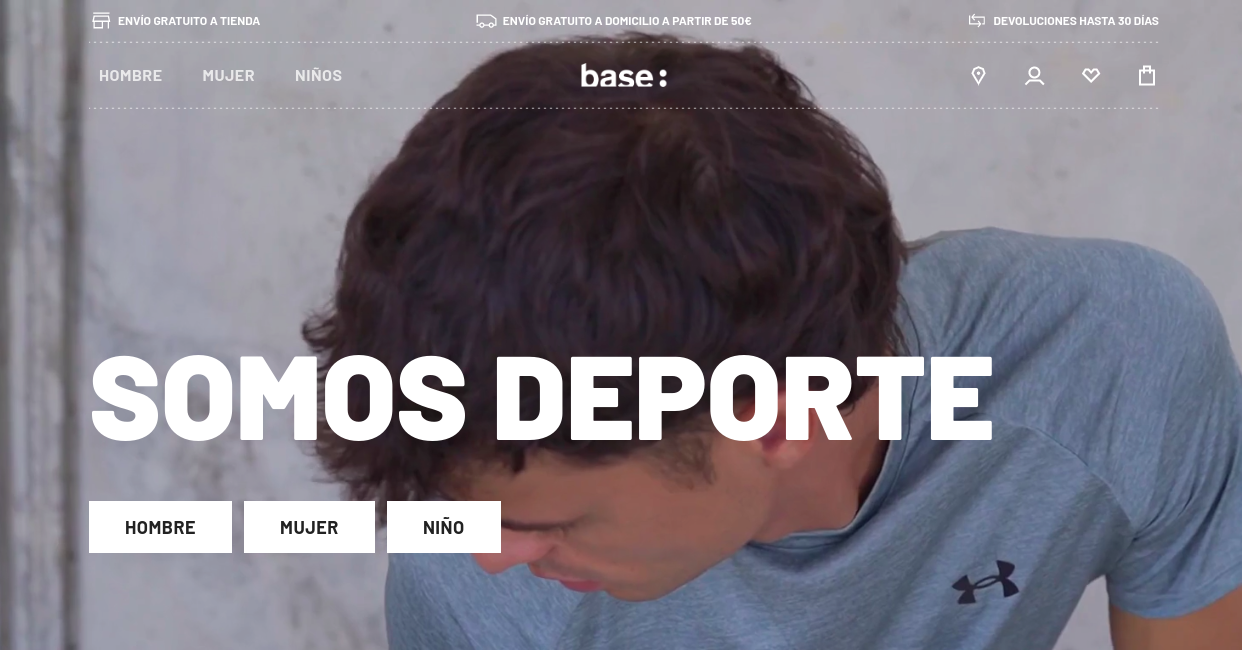 ENVÍO GRATUITO A TIENDA
ENVÍO GRATUITO A DOMICILIO A PARTIR DE 50€
DEVOLUCIONES HASTA 30 DÍAS
HOMBRE
MUJER
NIÑOS
base:
SOMOS DEPORTE
HOMBRE
MUJER
NIÑO